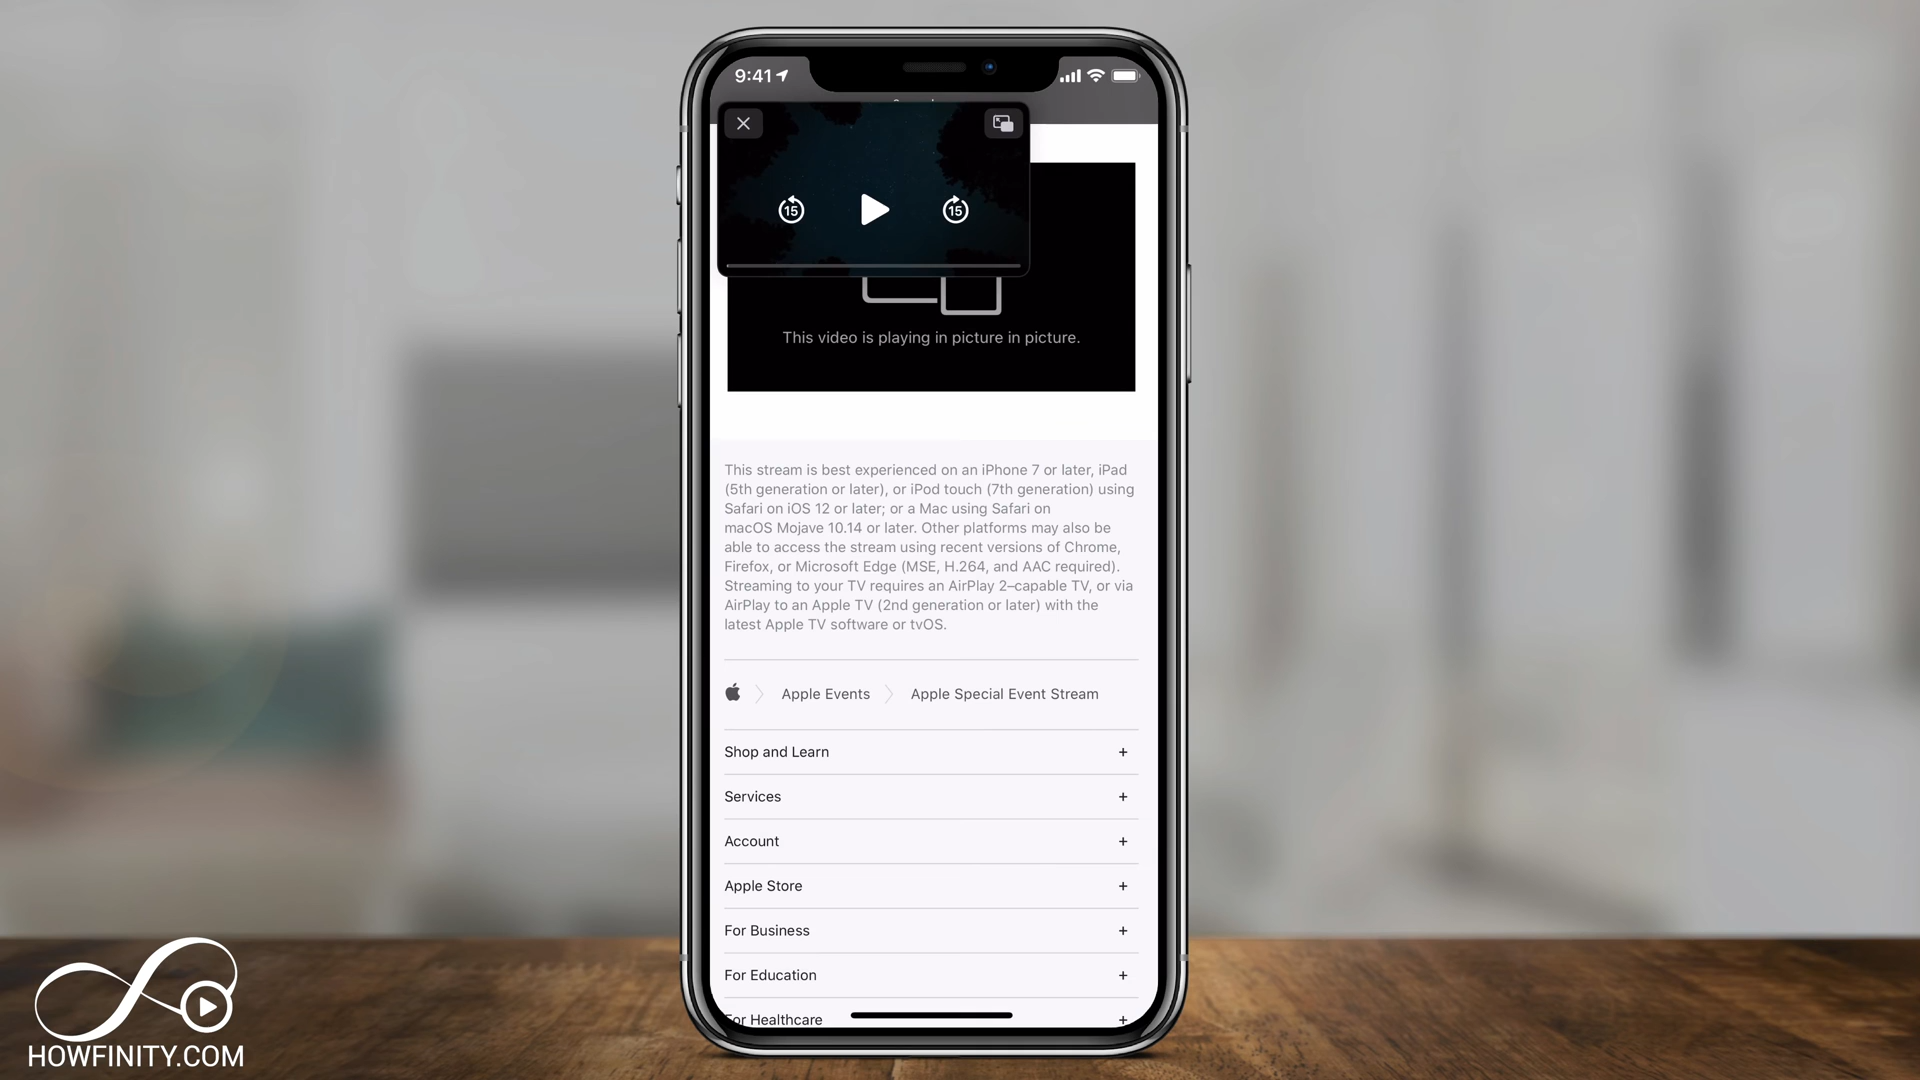 9:41
15
15
This video is playing in picture in picture.
This stream is best experienced on an iPhone 7 or later, iPad
(5th generation or later), or iPod touch (7th generation) using
Safari on iOS 12 or later; or a Mac using Safari on
macOS Mojave 10.14 or later. Other platforms may also be
able to access the stream using recent versions of Chrome,
Firefox, or Microsoft Edge (MSE, H.264, and AAC required).
Streaming to your TV requires an AirPlay 2–capable TV, or via
AirPlay to an Apple TV (2nd generation or later) with the
latest Apple TV software or tvOS.
Apple Events
Apple Special Event Stream
Shop and Learn +
Services +
Account +
Apple Store +
For Business +
For Education +
For Healthcare +
HOWFINITY.COM